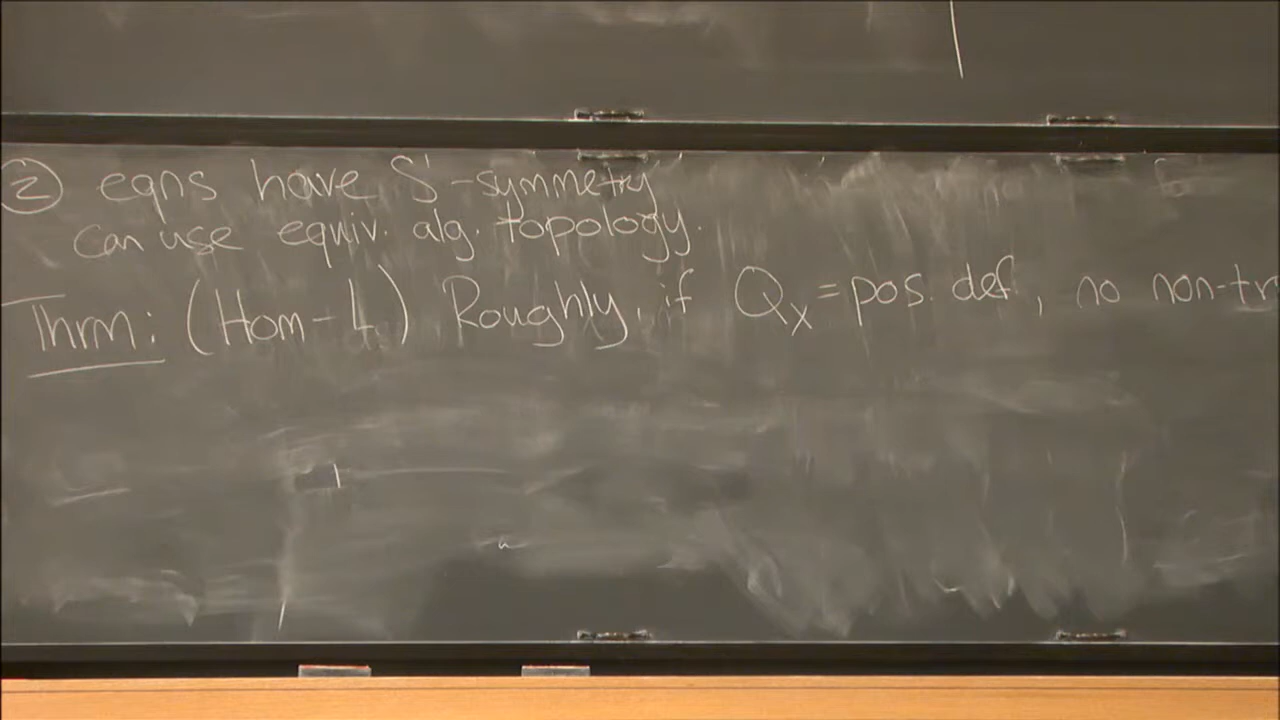 ② eqns have S¹-symmetry
can use equiv. alg. topology.
Thrm: (Hom-L) Roughly, if Qx = pos. def., no non-tr